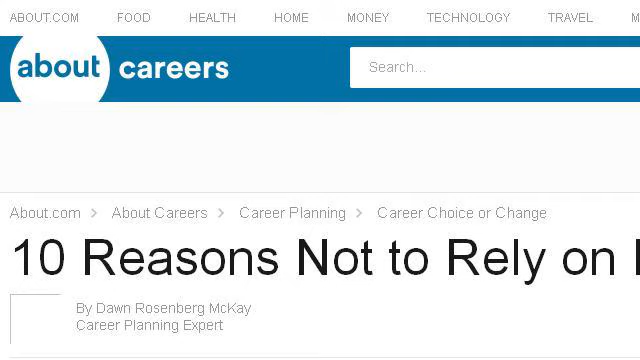 ABOUT.COM FOOD HEALTH HOME MONEY TECHNOLOGY TRAVEL
about careers Search...
About.com > About Careers > Career Planning > Career Choice or Change
10 Reasons Not to Rely on
By Dawn Rosenberg McKay
Career Planning Expert